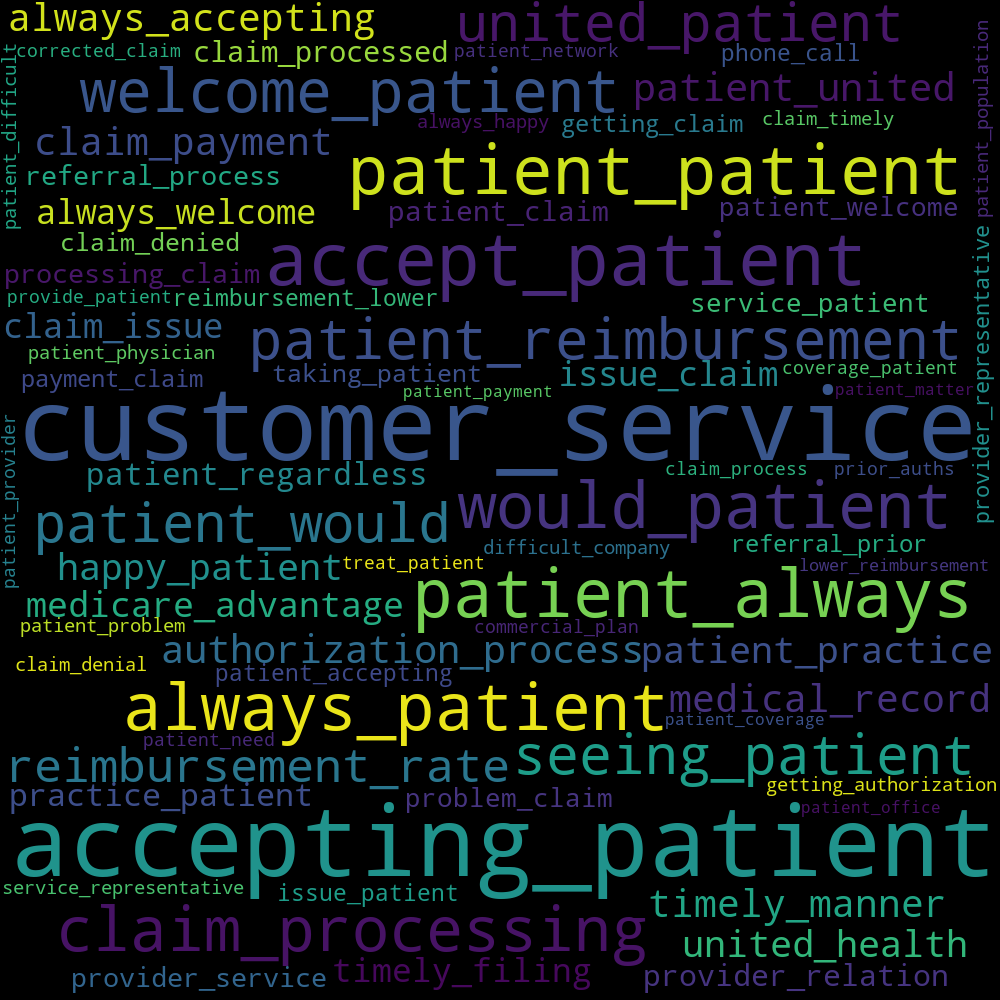 always_accepting
united_patient
corrected_claim
claim_processed
patient_network
phone_call
patient_difficult
patient_population
welcome_patient
patient_united
claim_payment
always_happy
getting_claim
claim_timely
referral_process
patient_patient
always_welcome
patient_claim
patient_welcome
claim_denied
accept_patient
processing_claim
provide_patient
reimbursement_lower
service_patient
provider_representative
claim_issue
patient_reimbursement
patient_physician
payment_claim
taking_patient
issue_claim
coverage_patient
patient_payment
patient_matter
customer_service
patient_provider
patient_regardless
claim_process
prior_auths
patient_would
would_patient
difficult_company
referral_prior
happy_patient
treat_patient
lower_reimbursement
medicare_advantage
patient_always
patient_problem
commercial_plan
claim_denial
authorization_process
patient_practice
patient_accepting
always_patient
medical_record
patient_coverage
patient_need
reimbursement_rate
seeing_patient
getting_authorization
practice_patient
problem_claim
patient_office
accepting_patient
service_representative
issue_patient
timely_manner
claim_processing
united_health
provider_service
timely_filing
provider_relation